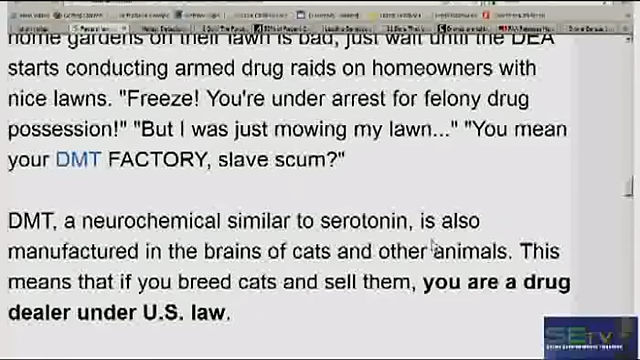 home gardens on their lawn is bad, just wait until the DEA
starts conducting armed drug raids on homeowners with
nice lawns. "Freeze! You're under arrest for felony drug
possession!" "But I was just mowing my lawn..." "You mean
your DMT FACTORY, slave scum?"
DMT, a neurochemical similar to serotonin, is also
manufactured in the brains of cats and other animals. This
means that if you breed cats and sell them, you are a drug
dealer under U.S. law.
SETV